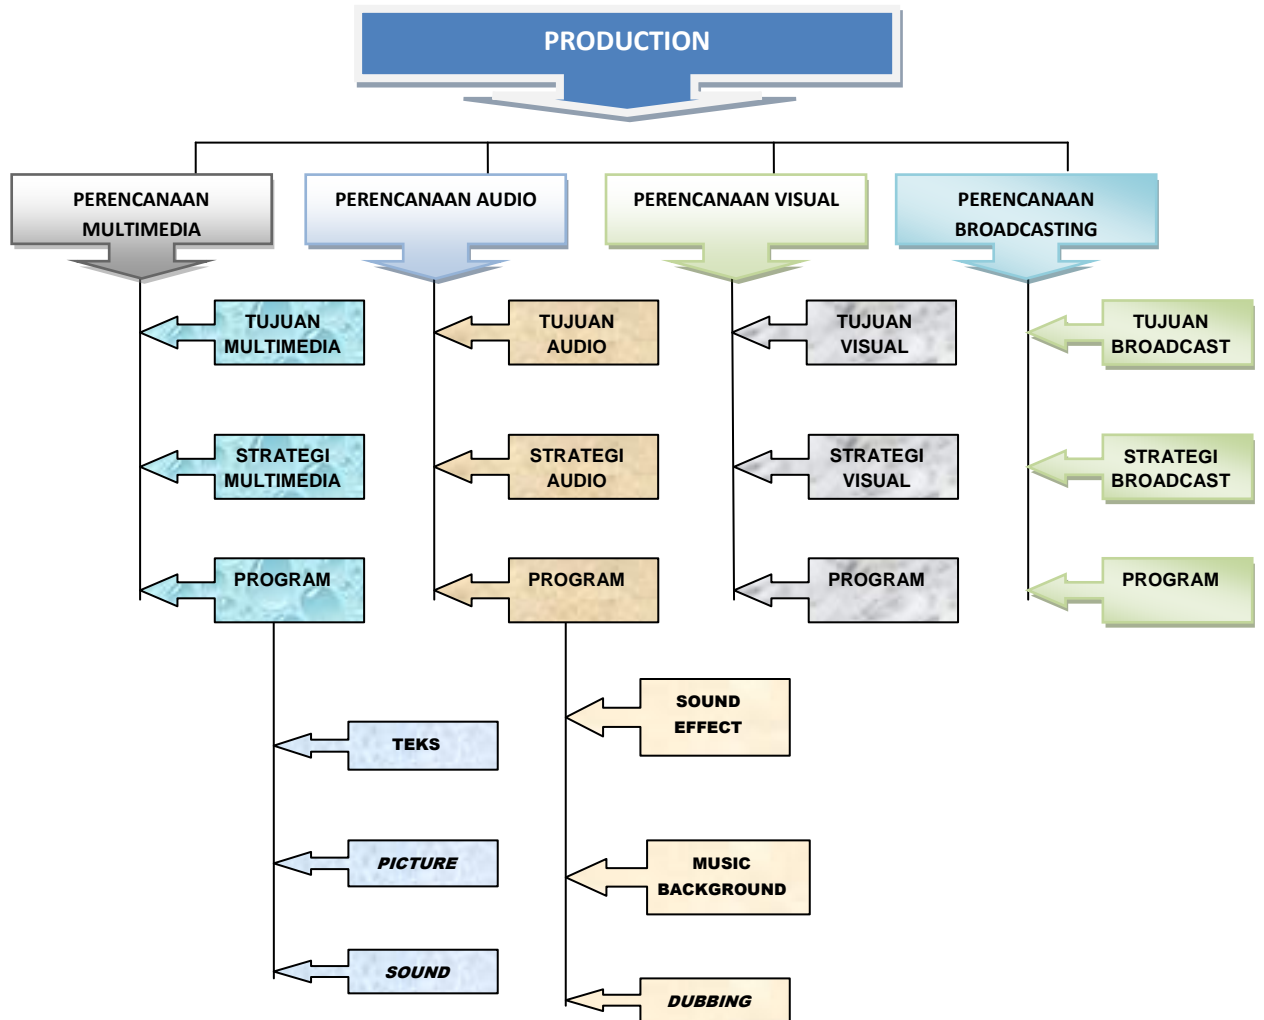 PRODUCTION
PERENCANAAN
MULTIMEDIA
PERENCANAAN AUDIO
PERENCANAAN VISUAL
PERENCANAAN
BROADCASTING
TUJUAN
MULTIMEDIA
TUJUAN
AUDIO
TUJUAN
VISUAL
TUJUAN
BROADCAST
STRATEGI
MULTIMEDIA
STRATEGI
AUDIO
STRATEGI
VISUAL
STRATEGI
BROADCAST
PROGRAM
PROGRAM
PROGRAM
PROGRAM
SOUND
EFFECT
TEKS
PICTURE
MUSIC
BACKGROUND
SOUND
DUBBING